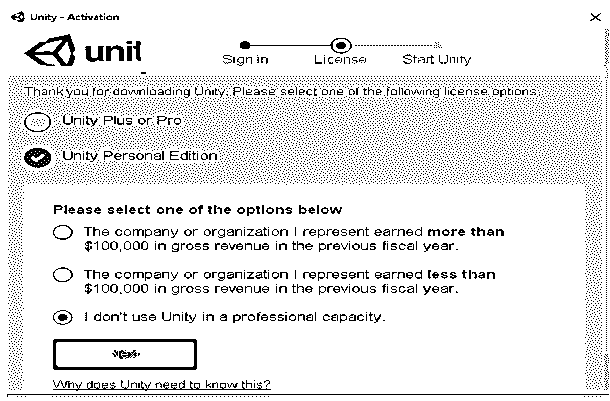 Unity - Activation
unit
Sign in
License
Start Unity
Thank you for downloading Unity. Please select one of the following license options.
Unity Plus or Pro
Unity Personal Edition
Please select one of the options below
The company or organization I represent earned more than
$100,000 in gross revenue in the previous fiscal year.
The company or organization I represent earned less than
$100,000 in gross revenue in the previous fiscal year.
I don't use Unity in a professional capacity.
Why does Unity need to know this?